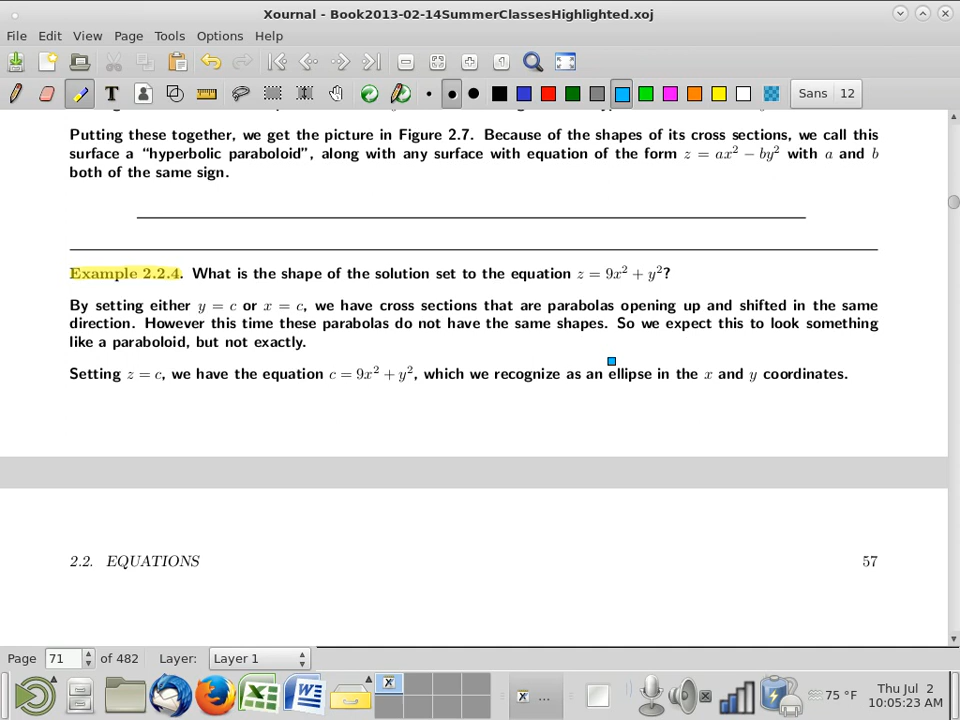 Xournal - Book2013-02-14SummerClassesHighlighted.xoj
File Edit View Page Tools Options Help
Sans 12
Putting these together, we get the picture in Figure 2.7. Because of the shapes of its cross sections, we call this
surface a “hyperbolic paraboloid”, along with any surface with equation of the form z = ax² − by² with a and b
both of the same sign.
Example 2.2.4. What is the shape of the solution set to the equation z = 9x² + y²?
By setting either y = c or x = c, we have cross sections that are parabolas opening up and shifted in the same
direction. However this time these parabolas do not have the same shapes. So we expect this to look something
like a paraboloid, but not exactly.
Setting z = c, we have the equation c = 9x² + y², which we recognize as an ellipse in the x and y coordinates.
2.2. EQUATIONS 57
Page 71 of 482 Layer: Layer 1
... 75 °F Thu Jul 2
10:05:23 AM